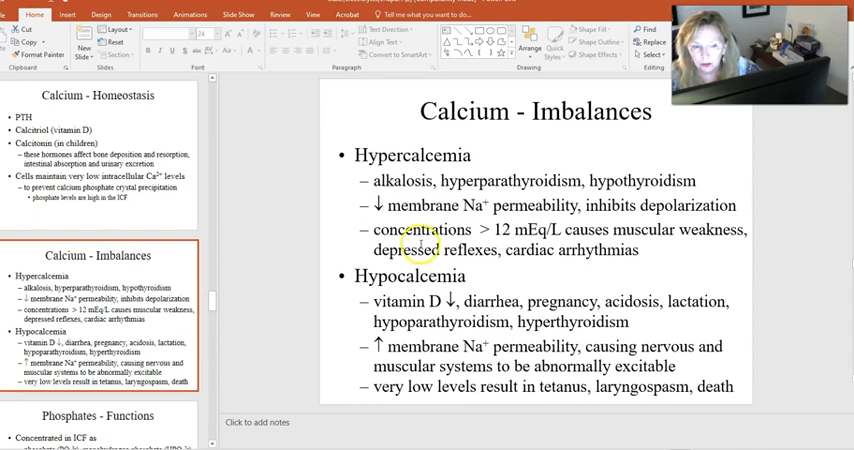 Home Insert Design Transitions Animations Slide Show Review View Acrobat Tell me what you want to do...
Cut
Copy
Format Painter
New
Slide
Layout
Reset
Section
24
Text Direction
Align Text
Convert to SmartArt
Arrange
Quick
Styles
Shape Fill
Shape Outline
Shape Effects
Find
Replace
Select
Clipboard
Slides
Font
Paragraph
Drawing
Editing
Calcium - Homeostasis
• PTH
• Calcitriol (vitamin D)
• Calcitonin (in children)
– these hormones affect bone deposition and resorption,
intestinal absorption and urinary excretion
• Cells maintain very low intracellular Ca2+ levels
– to prevent calcium phosphate crystal precipitation
• phosphate levels are high in the ICF
Calcium - Imbalances
• Hypercalcemia
– alkalosis, hyperparathyroidism, hypothyroidism
– ↓ membrane Na+ permeability, inhibits depolarization
– concentrations > 12 mEq/L causes muscular weakness,
depressed reflexes, cardiac arrhythmias
• Hypocalcemia
– vitamin D ↓, diarrhea, pregnancy, acidosis, lactation,
hypoparathyroidism, hyperthyroidism
– ↑ membrane Na+ permeability, causing nervous and
muscular systems to be abnormally excitable
– very low levels result in tetanus, laryngospasm, death
Phosphates - Functions
• Concentrated in ICF as
Calcium - Imbalances
• Hypercalcemia
– alkalosis, hyperparathyroidism, hypothyroidism
– ↓ membrane Na+ permeability, inhibits depolarization
– concentrations > 12 mEq/L causes muscular weakness,
depressed reflexes, cardiac arrhythmias
• Hypocalcemia
– vitamin D ↓, diarrhea, pregnancy, acidosis, lactation,
hypoparathyroidism, hyperthyroidism
– ↑ membrane Na+ permeability, causing nervous and
muscular systems to be abnormally excitable
– very low levels result in tetanus, laryngospasm, death
Click to add notes